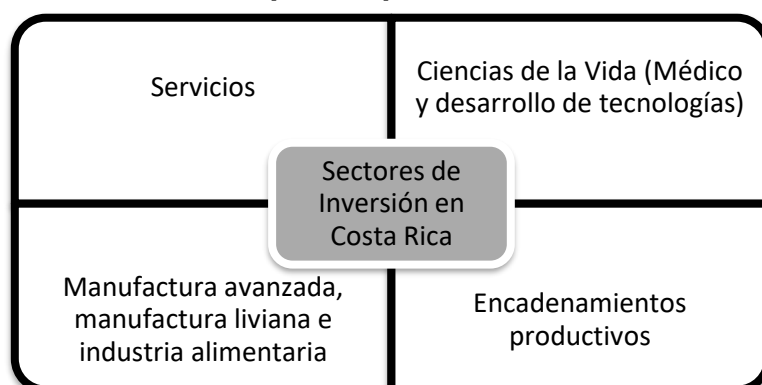 Servicios
Ciencias de la Vida (Médico
y desarrollo de tecnologías)
Sectores de
Inversión en
Costa Rica
Manufactura avanzada,
manufactura liviana e
industria alimentaria
Encadenamientos
productivos